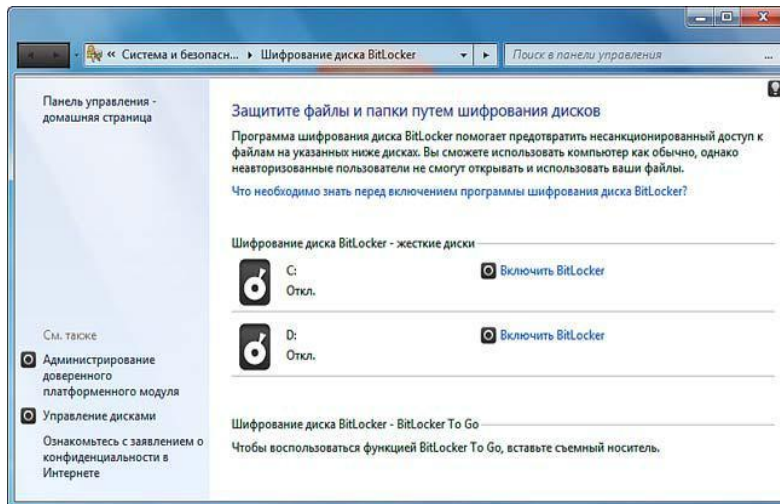 « Система и безопасн... ▸ Шифрование диска BitLocker
Поиск в панели управления
...
Панель управления -
домашняя страница
Защитите файлы и папки путем шифрования дисков
Программа шифрования диска BitLocker помогает предотвратить несанкционированный доступ к
файлам на указанных ниже дисках. Вы сможете использовать компьютер как обычно, однако
неавторизованные пользователи не смогут открывать и использовать ваши файлы.
Что необходимо знать перед включением программы шифрования диска BitLocker?
Шифрование диска BitLocker - жесткие диски
C:
Включить BitLocker
Откл.
D:
Включить BitLocker
Откл.
См. также
Администрирование
доверенного
платформенного модуля
Управление дисками
Ознакомьтесь с заявлением о
конфиденциальности в
Интернете
Шифрование диска BitLocker - BitLocker To Go
Чтобы воспользоваться функцией BitLocker To Go, вставьте съемный носитель.